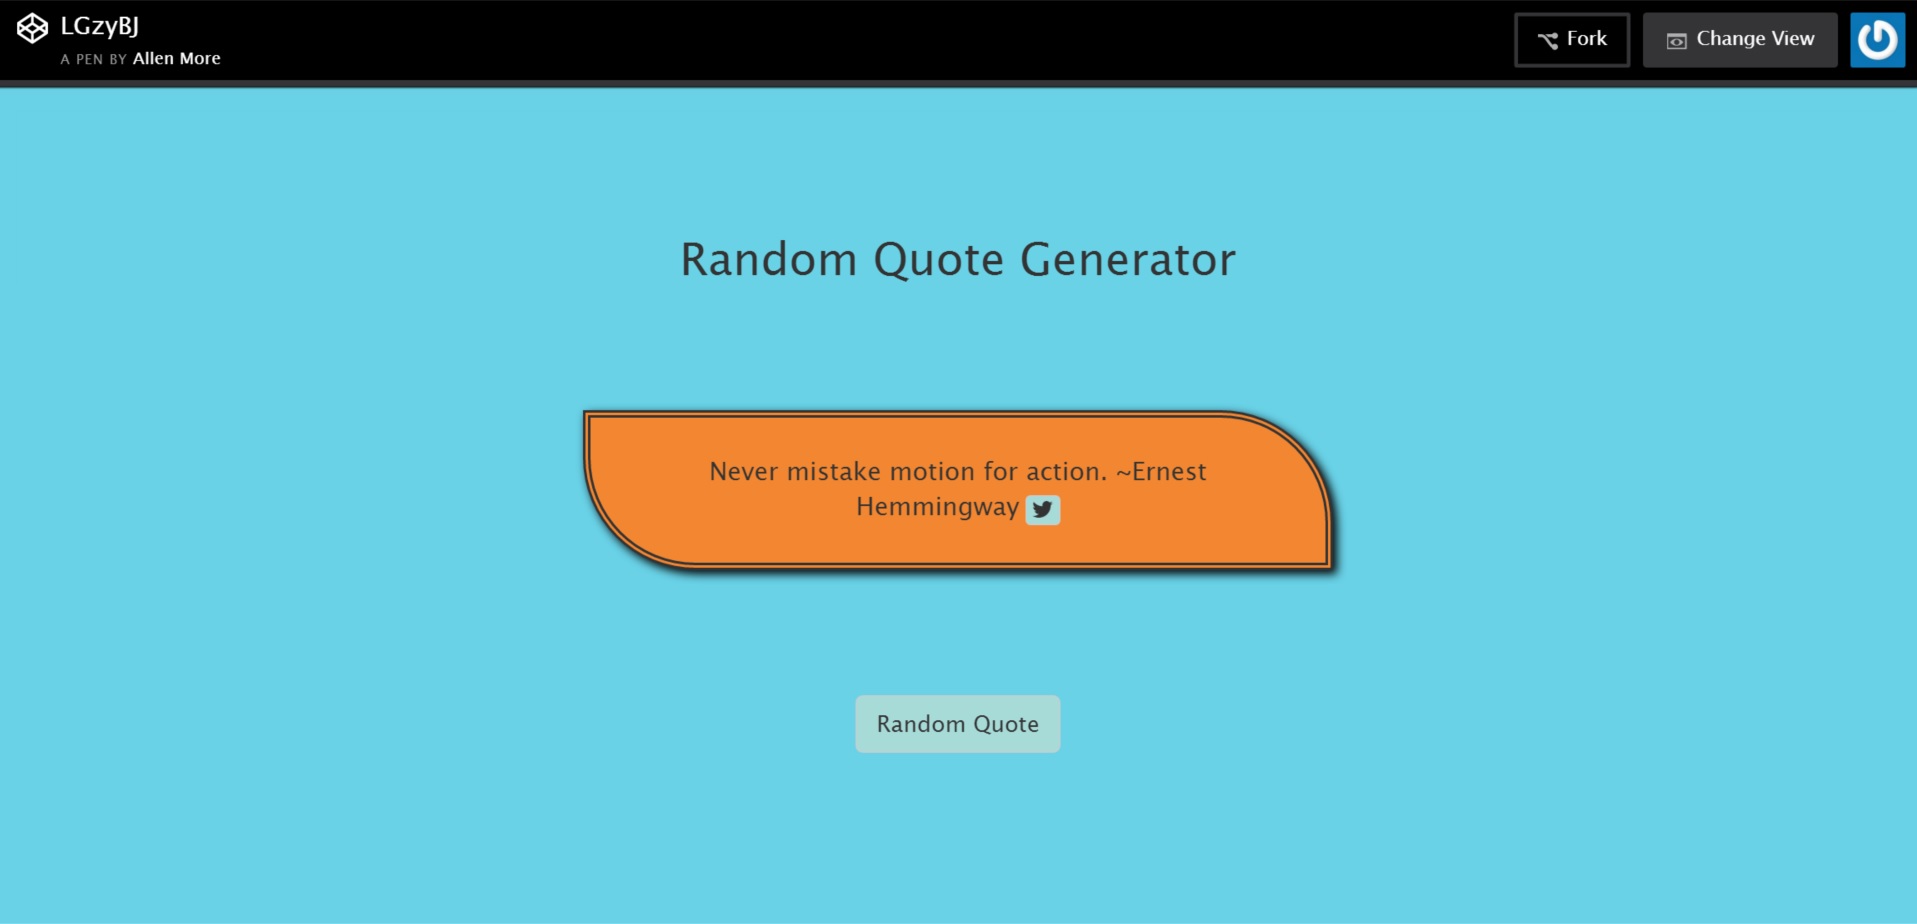 LGzyBJ
A PEN BY Allen More
Fork
Change View
Random Quote Generator
Never mistake motion for action. ~Ernest
Hemmingway
Random Quote